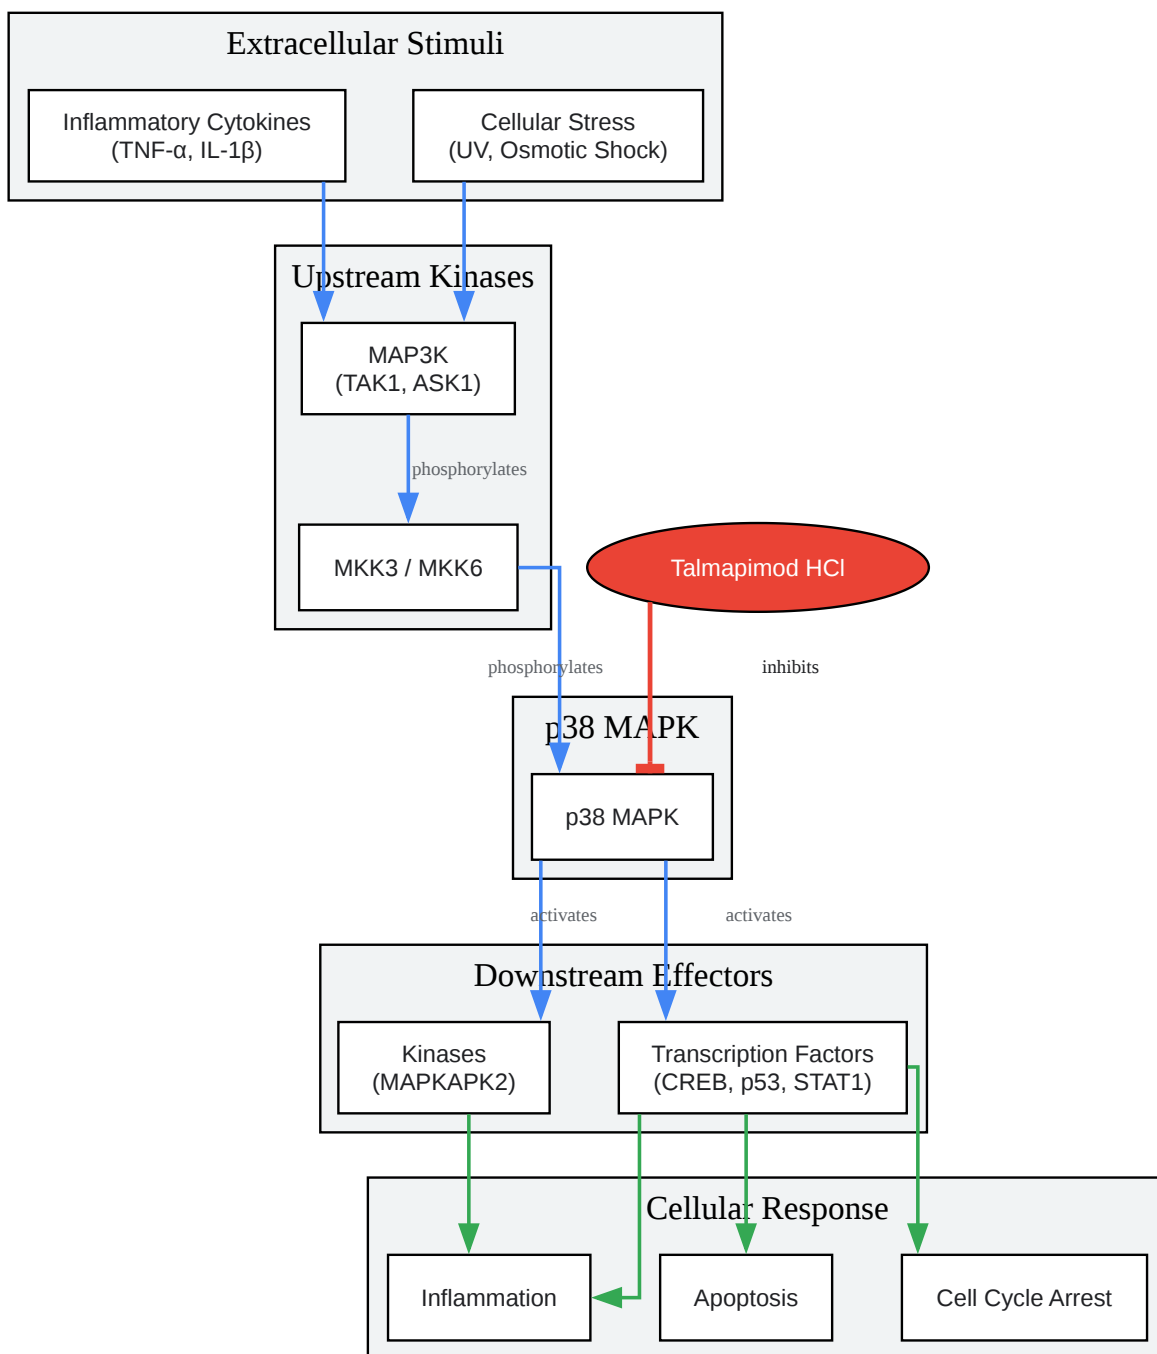 Extracellular Stimuli
Inflammatory Cytokines
(TNF-α, IL-1β)
Cellular Stress
(UV, Osmotic Shock)
Upstream Kinases
MAP3K
(TAK1, ASK1)
phosphorylates
MKK3 / MKK6
Talmapimod HCl
phosphorylates
inhibits
p38 MAPK
p38 MAPK
activates
activates
Downstream Effectors
Kinases
(MAPKAPK2)
Transcription Factors
(CREB, p53, STAT1)
Cellular Response
Inflammation
Apoptosis
Cell Cycle Arrest